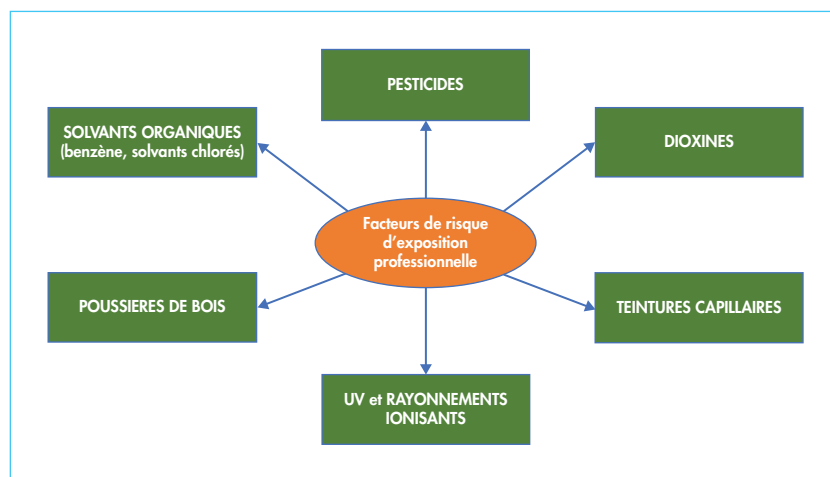 PESTICIDES
SOLVANTS ORGANIQUES
(benzène, solvants chlorés)
DIOXINES
Facteurs de risque
d'exposition
professionnelle
POUSSIERES DE BOIS
TEINTURES CAPILLAIRES
UV et RAYONNEMENTS
IONISANTS